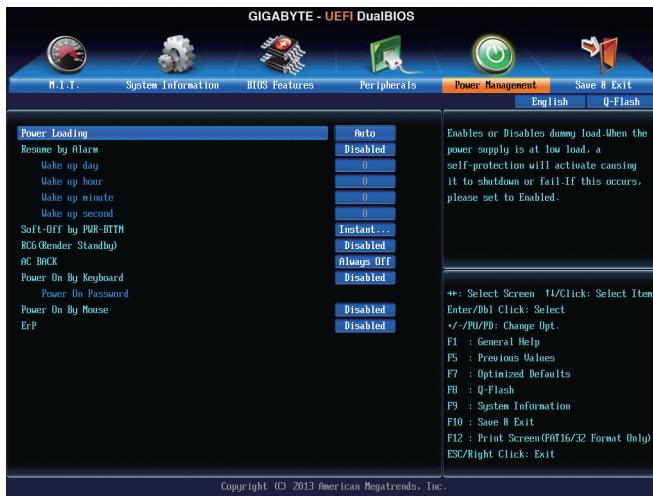 GIGABYTE - UEFI DualBIOS
M.I.T. System Information BIOS Features Peripherals Power Management Save & Exit
English Q-Flash
Power Loading Auto
Resume by Alarm Disabled
Wake up day 0
Wake up hour 0
Wake up minute 0
Wake up second 0
Soft-Off by PWR-BTTN Instant...
RC6(Render Standby) Disabled
AC BACK Always Off
Power On By Keyboard Disabled
Power On Password
Power On By Mouse Disabled
ErP Disabled
Enables or Disables dummy load.When the
power supply is at low load, a
self-protection will activate causing
it to shutdown or fail.If this occurs,
please set to Enabled.
→←: Select Screen ↑↓/Click: Select Item
Enter/Dbl Click: Select
+/-/PU/PD: Change Opt.
F1 : General Help
F5 : Previous Values
F7 : Optimized Defaults
F8 : Q-Flash
F9 : System Information
F10 : Save & Exit
F12 : Print Screen(FAT16/32 Format Only)
ESC/Right Click: Exit
Copyright (C) 2013 American Megatrends, Inc.